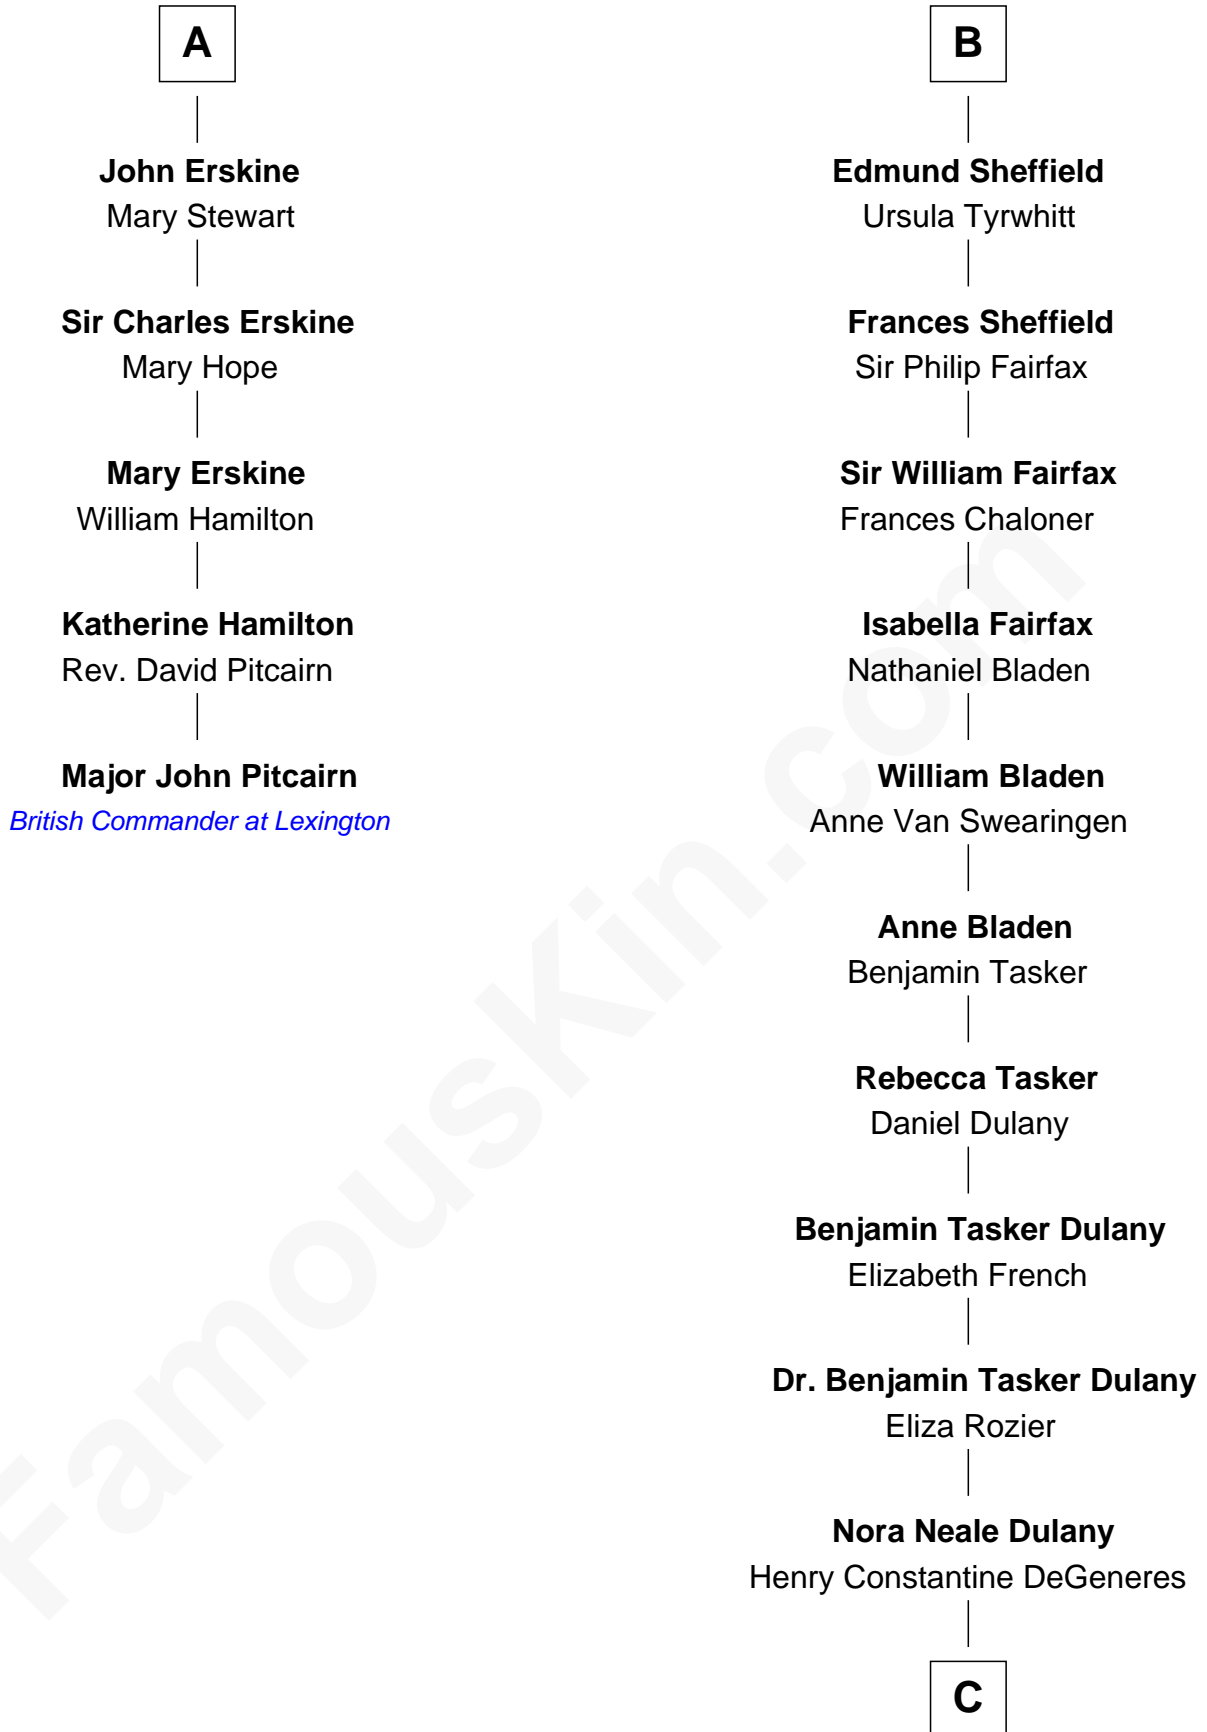 A
John Erskine
Mary Stewart
Sir Charles Erskine
Mary Hope
Mary Erskine
William Hamilton
Katherine Hamilton
Rev. David Pitcairn
Major John Pitcairn
British Commander at Lexington
B
Edmund Sheffield
Ursula Tyrwhitt
Frances Sheffield
Sir Philip Fairfax
Sir William Fairfax
Frances Chaloner
Isabella Fairfax
Nathaniel Bladen
William Bladen
Anne Van Swearingen
Anne Bladen
Benjamin Tasker
Rebecca Tasker
Daniel Dulany
Benjamin Tasker Dulany
Elizabeth French
Dr. Benjamin Tasker Dulany
Eliza Rozier
Nora Neale Dulany
Henry Constantine DeGeneres
C
FamousKin.com